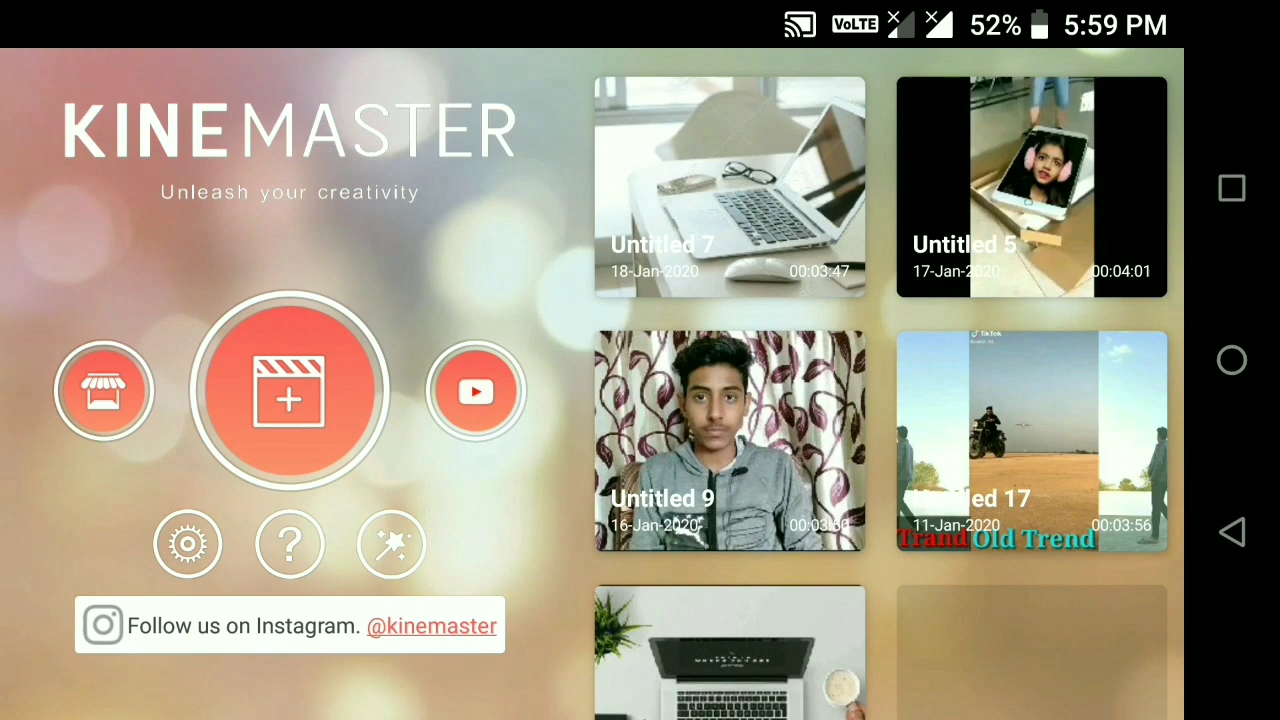 VoLTE 52% 5:59 PM
KINEMASTER
Unleash your creativity
Follow us on Instagram. @kinemaster
Untitled 7
18-Jan-2020 00:03:47
Untitled 5
17-Jan-2020 00:04:01
Untitled 9
16-Jan-2020
TikTok
17
11-Jan-2020 00:03:56
Trand Old Trend